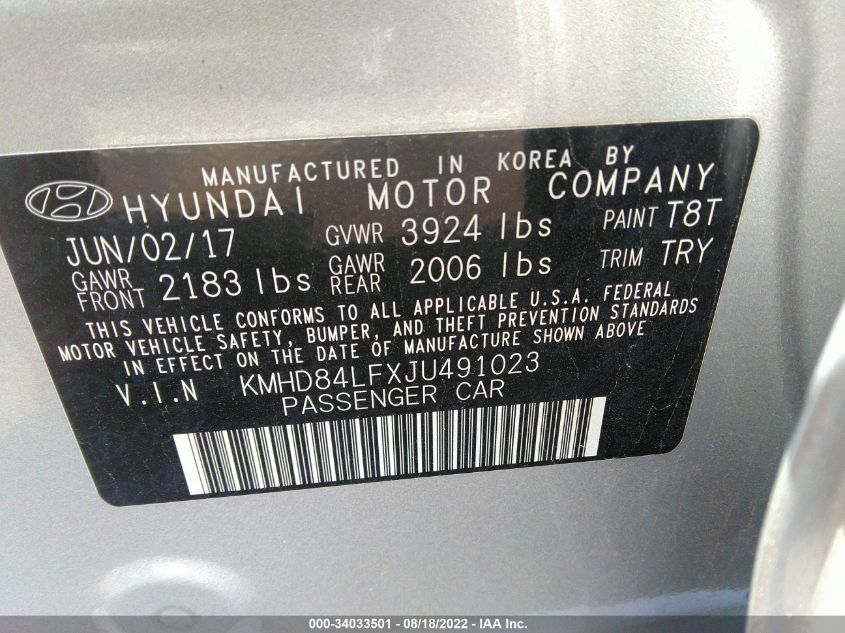 MANUFACTURED IN KOREA BY
HYUNDAI MOTOR COMPANY
JUN/02/17 GVWR 3924 lbs PAINT T8T
GAWR FRONT 2183 lbs GAWR REAR 2006 lbs TRIM TRY
THIS VEHICLE CONFORMS TO ALL APPLICABLE U.S.A. FEDERAL
MOTOR VEHICLE SAFETY, BUMPER, AND THEFT PREVENTION STANDARDS
IN EFFECT ON THE DATE OF MANUFACTURE SHOWN ABOVE
V.I.N KMHD84LFXJU491023
PASSENGER CAR
000-34033501 - 08/18/2022 - IAA Inc.